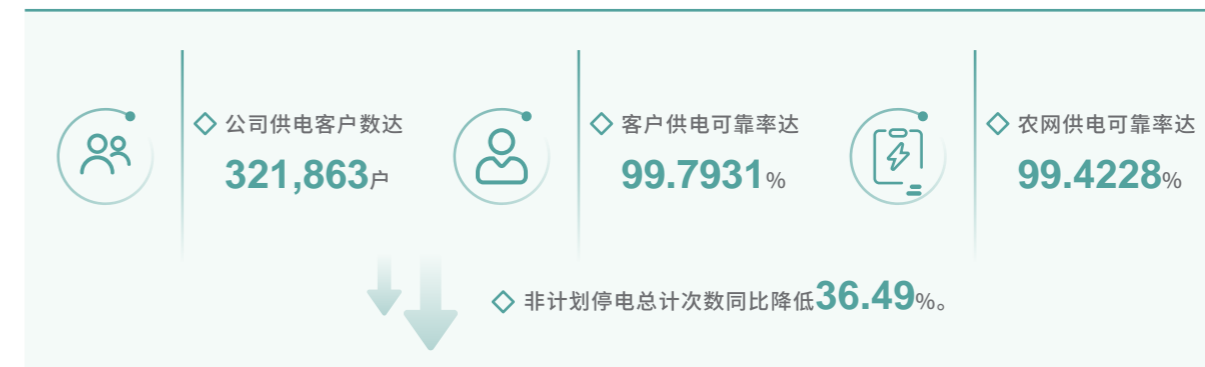 公司供电客户数达
321,863户
客户供电可靠率达
99.7931%
农网供电可靠率达
99.4228%
非计划停电总计次数同比降低36.49%。